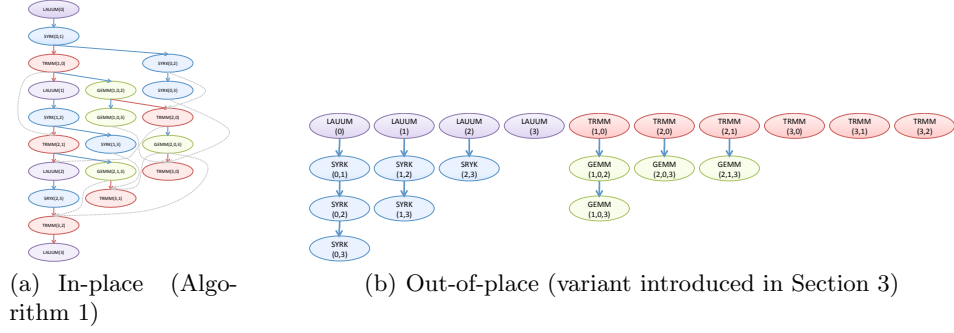 LAUUM(0)
SYRK(0,1)
TRMM(1,0)
SYRK(0,2)
LAUUM(1)
GEMM(1,0,2)
SYRK(0,3)
SYRK(1,2)
GEMM(1,0,3)
TRMM(2,0)
TRMM(2,1)
SYRK(1,3)
GEMM(2,0,3)
LAUUM(2)
GEMM(2,1,3)
TRMM(3,0)
SYRK(2,3)
TRMM(3,1)
TRMM(3,2)
LAUUM(3)
(a) In-place (Algo-
rithm 1)
LAUUM LAUUM LAUUM LAUUM TRMM TRMM TRMM TRMM TRMM TRMM
(0) (1) (2) (3) (1,0) (2,0) (2,1) (3,0) (3,1) (3,2)
SYRK SYRK SRYK GEMM GEMM GEMM
(0,1) (1,2) (2,3) (1,0,2) (2,0,3) (2,1,3)
SYRK SYRK GEMM
(0,2) (1,3) (1,0,3)
SYRK
(0,3)
(b) Out-of-place (variant introduced in Section 3)